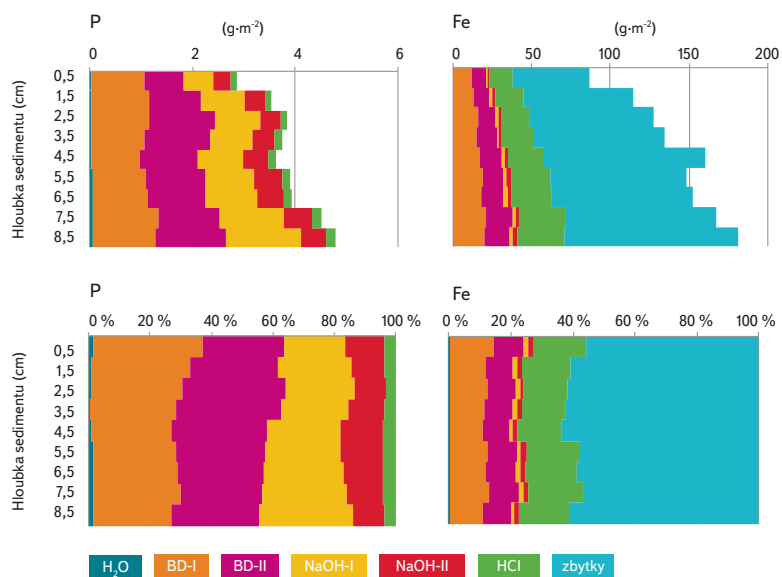 P (g·m⁻²)
0 2 4 6
Hloubka sedimentu (cm)
0,5
1,5
2,5
3,5
4,5
5,5
6,5
7,5
8,5
Fe (g·m⁻²)
0 50 100 150 200
P
0 % 20 % 40 % 60 % 80 % 100 %
Hloubka sedimentu (cm)
0,5
1,5
2,5
3,5
4,5
5,5
6,5
7,5
8,5
Fe
0 % 20 % 40 % 60 % 80 % 100 %
H₂O BD-I BD-II NaOH-I NaOH-II HCl zbytky